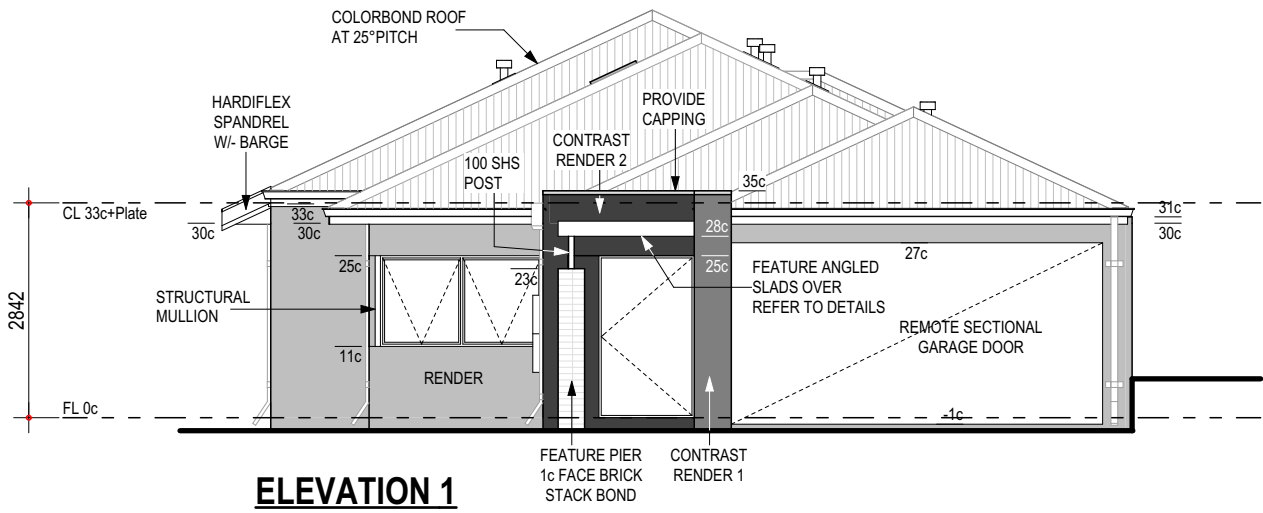 COLORBOND ROOF
AT 25°PITCH
HARDIFLEX
SPANDREL
W/- BARGE
PROVIDE
CAPPING
CONTRAST
RENDER 2
100 SHS
POST
35c
CL 33c+Plate
33c
30c
30c
31c
30c
28c
27c
25c
25c
23c
FEATURE ANGLED
SLADS OVER
REFER TO DETAILS
STRUCTURAL
MULLION
2842
REMOTE SECTIONAL
GARAGE DOOR
11c
RENDER
FL 0c
-1c
FEATURE PIER
1c FACE BRICK
STACK BOND
CONTRAST
RENDER 1
ELEVATION 1